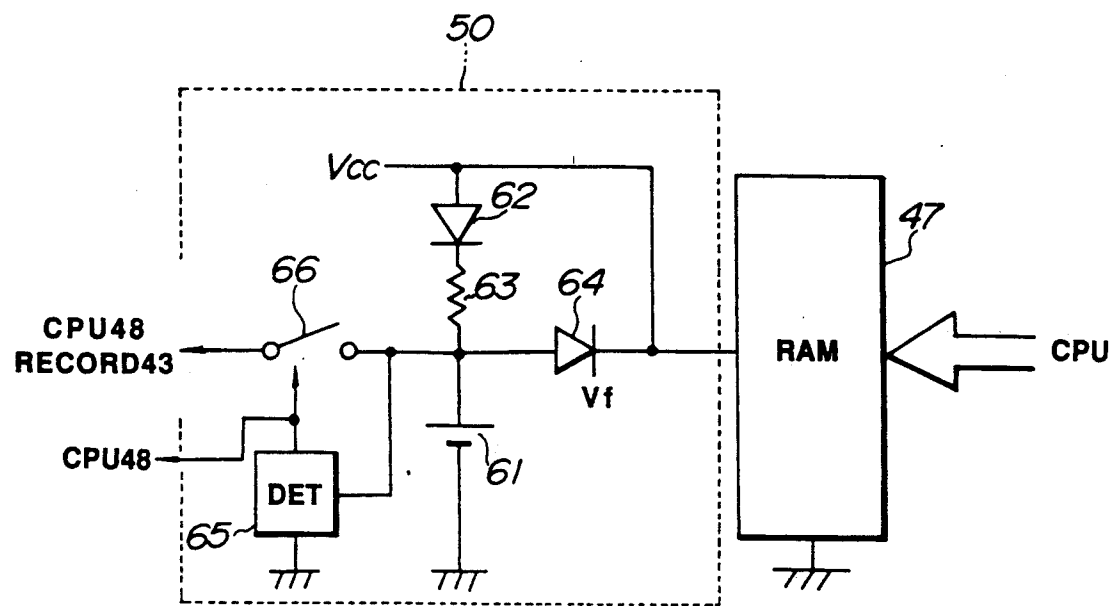 50
Vcc
62
47
66
63
64
CPU48
RECORD43
RAM
CPU
Vf
CPU48
61
DET
65